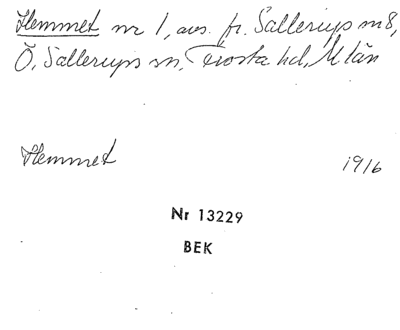 Hemmet nr 1, avs. fr. Sallerups nr 8,
Ö. Sallerups sn, Frosta hd, M län
Hemmet 1916
Nr 13229
BEK